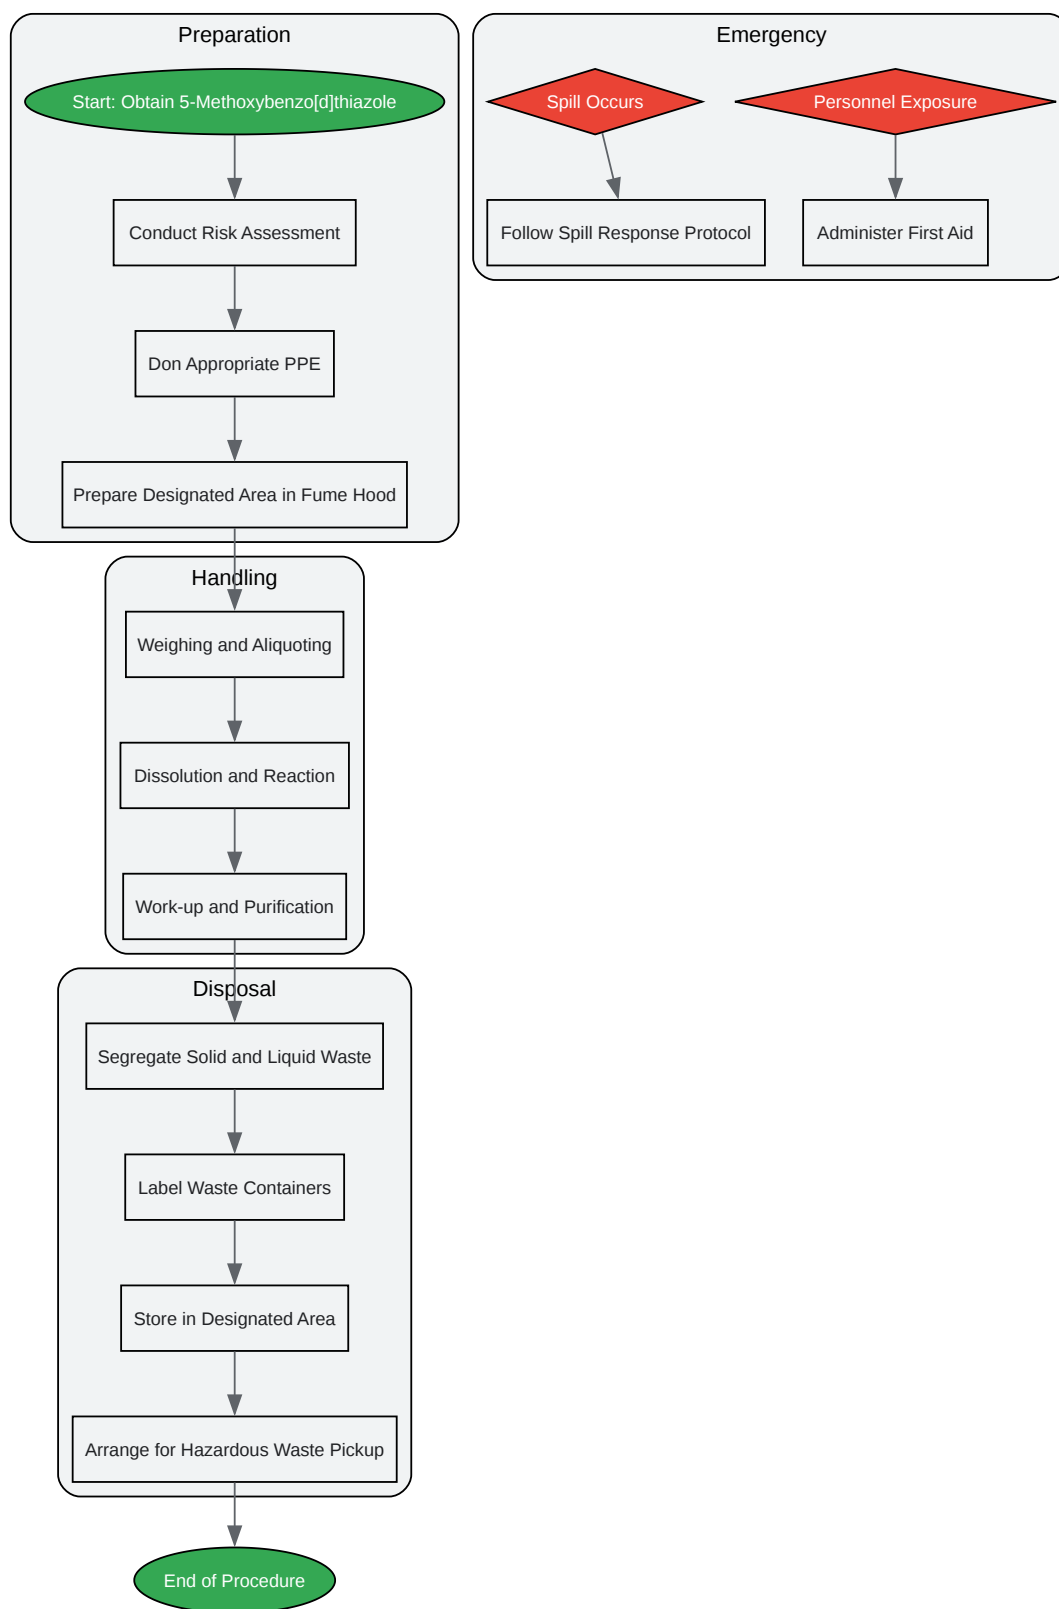 Preparation
Start: Obtain 5-Methoxybenzo[d]thiazole
Conduct Risk Assessment
Don Appropriate PPE
Prepare Designated Area in Fume Hood
Handling
Weighing and Aliquoting
Dissolution and Reaction
Work-up and Purification
Disposal
Segregate Solid and Liquid Waste
Label Waste Containers
Store in Designated Area
Arrange for Hazardous Waste Pickup
End of Procedure
Emergency
Spill Occurs
Personnel Exposure
Follow Spill Response Protocol
Administer First Aid